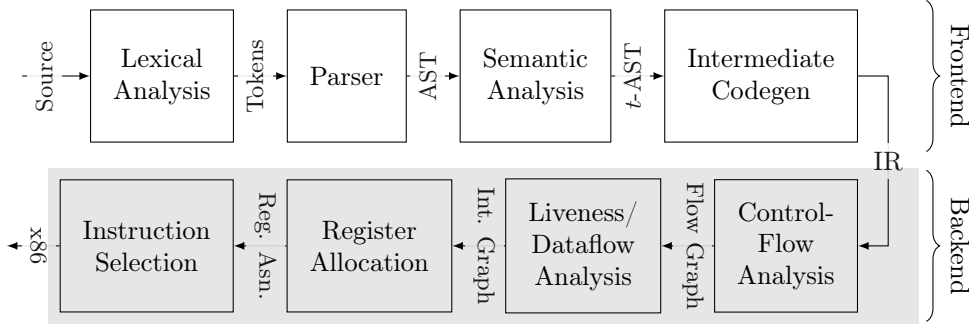 Source
Lexical
Analysis
Tokens
Parser
AST
Semantic
Analysis
t-AST
Intermediate
Codegen
Frontend
IR
Control-
Flow
Analysis
Flow Graph
Liveness/
Dataflow
Analysis
Int. Graph
Register
Allocation
Reg. Asn.
Instruction
Selection
x86
Backend